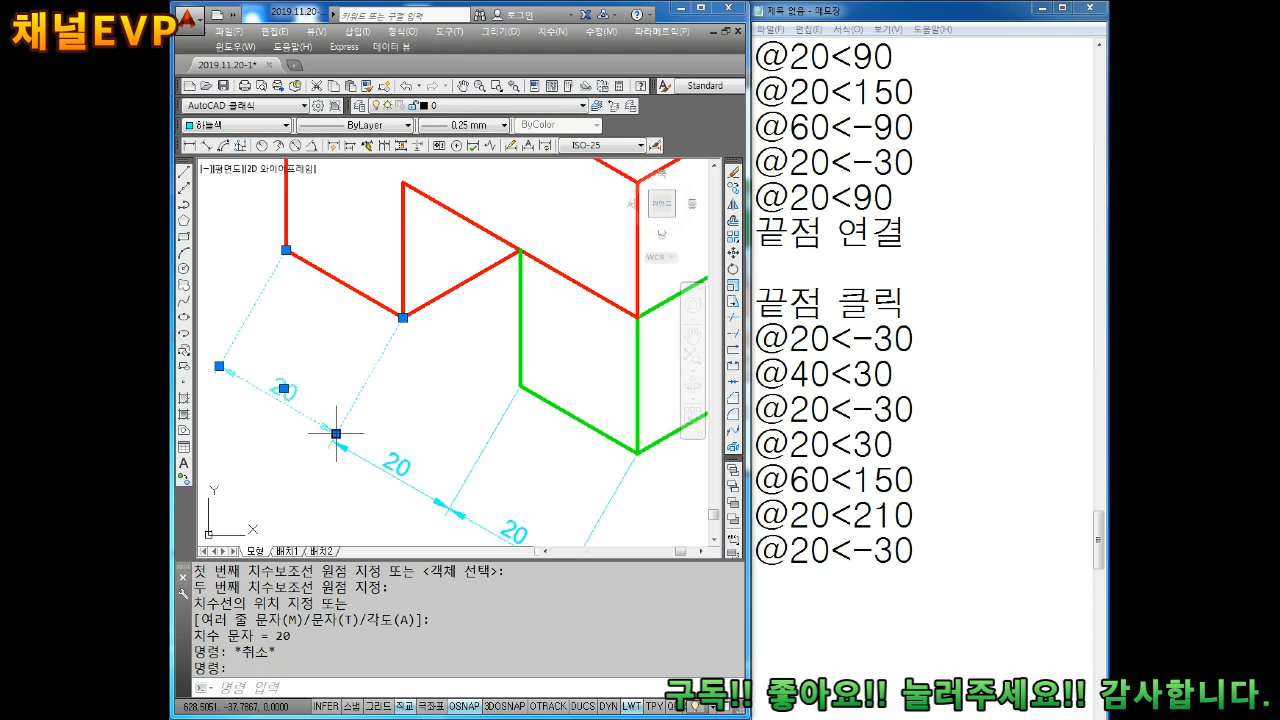 채널EVP
2019.11.20-
키워드 또는 구절 입력
로그인
파일(F) 편집(E) 뷰(V) 삽입(I) 형식(O) 도구(T) 그리기(D) 치수(N) 수정(M) 파라메트릭(P)
윈도우(W) 도움말(H) Express 데이터 뷰
2019.11.20-1*
Standard
AutoCAD 클래식
0
하늘색
ByLayer
0.25 mm
ByColor
ISO-25
[-][평면도][2D 와이어프레임]
평면도
남
WCS
20
20
20
Y
X
모형 배치1 배치2
첫 번째 치수보조선 원점 지정 또는 <객체 선택>:
두 번째 치수보조선 원점 지정:
치수선의 위치 지정 또는
[여러 줄 문자(M)/문자(T)/각도(A)]:
치수 문자 = 20
명령: *취소*
명령:
명령 입력
INFER 스냅 그리드 직교 극좌표 OSNAP 3DOSNAP OTRACK DUCS DYN LWT
제목 없음 - 메모장
파일(F) 편집(E) 서식(O) 보기(V) 도움말(H)
@20<90
@20<150
@60<-90
@20<-30
@20<90
끝점 연결
끝점 클릭
@20<-30
@40<30
@20<-30
@20<30
@60<150
@20<210
@20<-30
구독!! 좋아요!! 눌러주세요!! 감사합니다.